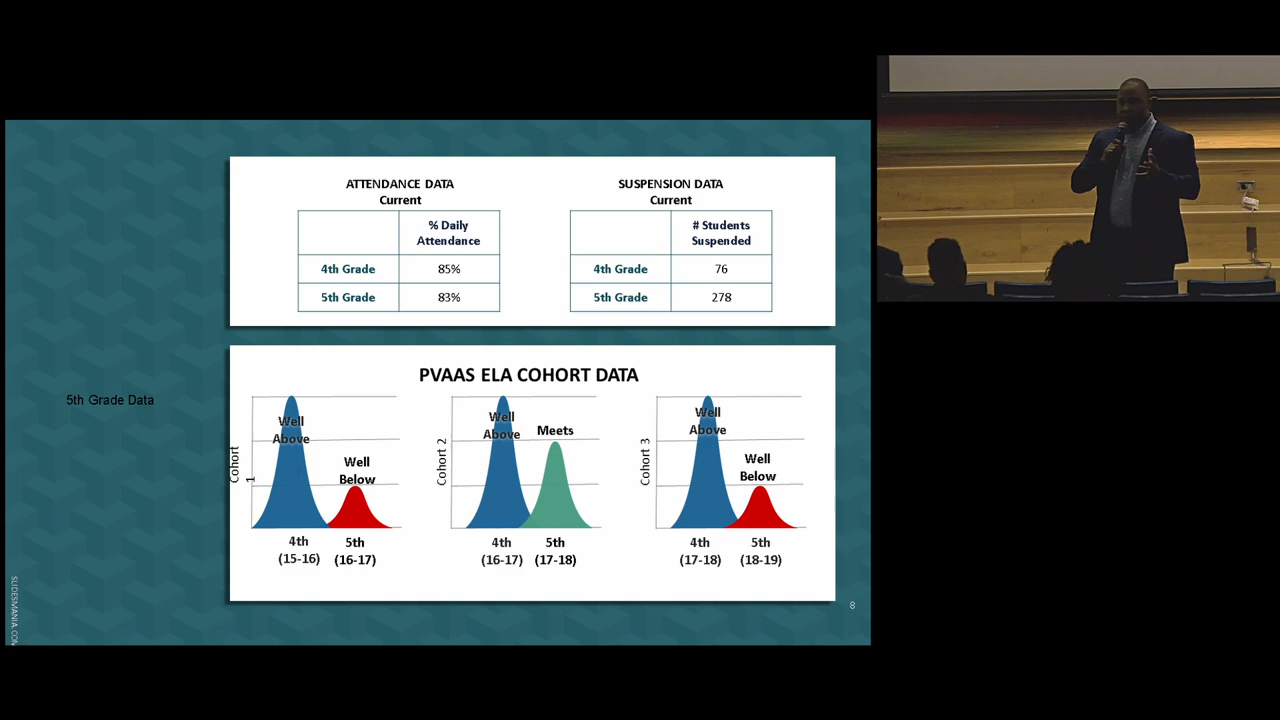 ATTENDANCE DATA
Current
% Daily
Attendance
4th Grade
85%
5th Grade
83%
SUSPENSION DATA
Current
# Students
Suspended
4th Grade
76
5th Grade
278
5th Grade Data
PVAAS ELA COHORT DATA
Cohort
1
Well
Above
Well
Below
4th
(15-16)
5th
(16-17)
Cohort 2
Well
Above
Meets
4th
(16-17)
5th
(17-18)
Cohort 3
Well
Above
Well
Below
4th
(17-18)
5th
(18-19)
SLIDESMANIA.COM
8